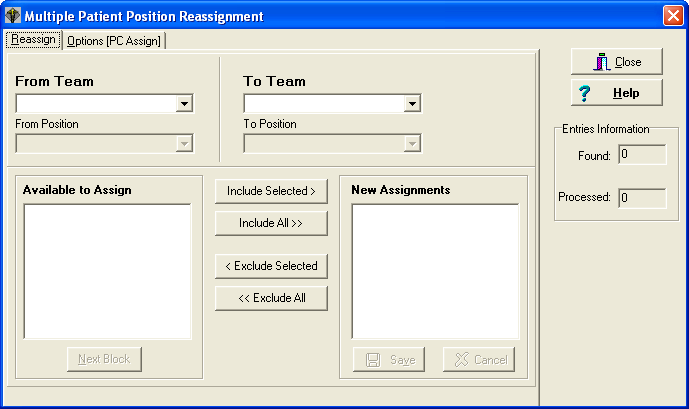 Multiple Patient Position Reassignment
Reassign
Options [PC Assign]
From Team
To Team
From Position
To Position
Available to Assign
Include Selected >
Include All >>
< Exclude Selected
<< Exclude All
New Assignments
Next Block
Save
Cancel
Close
? Help
Entries Information
Found: 0
Processed: 0